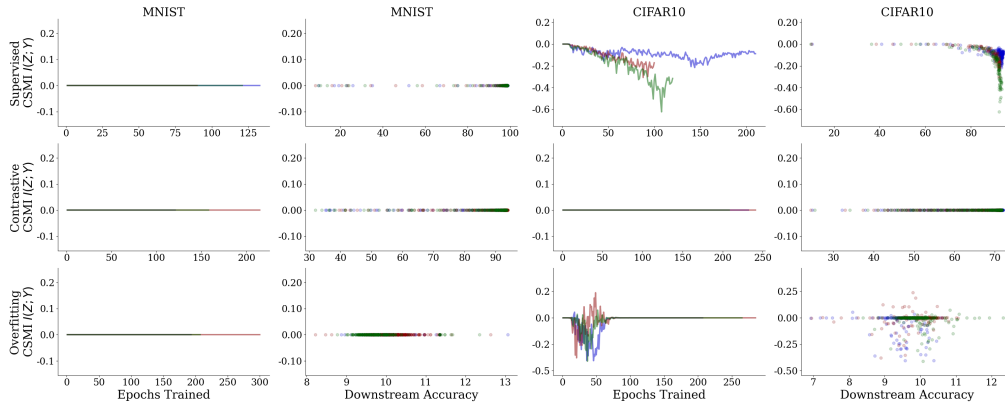 MNIST MNIST CIFAR10 CIFAR10
Supervised
CSMI I(Z; Y)
0.2 0.2 0.20
0.1 0.1 0.00 0.00
0.0 0.0 -0.20 -0.20
-0.40 -0.40
-0.1 -0.1 -0.60 -0.60
0 25 50 75 100 125 20 40 60 80 100 0 50 100 150 200 20 40 60 80
Contrastive
CSMI I(Z; Y)
0.2 0.20 0.2 0.20
0.1 0.10 0.1 0.10
0.0 0.00 0.0 0.00
-0.1 -0.10 -0.1 -0.10
0 50 100 150 200 30 40 50 60 70 80 90 0 50 100 150 200 250 30 40 50 60 70
Overfitting
CSMI I(Z; Y)
0.2 0.20 0.2 0.25
0.1 0.10 0.0 0.00
0.0 0.00 -0.2 -0.25
-0.1 -0.10 -0.5 -0.50
0 50 100 150 200 250 300 8 9 10 11 12 13 0 50 100 150 200 250 7 8 9 10 11 12
Epochs Trained Downstream Accuracy Epochs Trained Downstream Accuracy